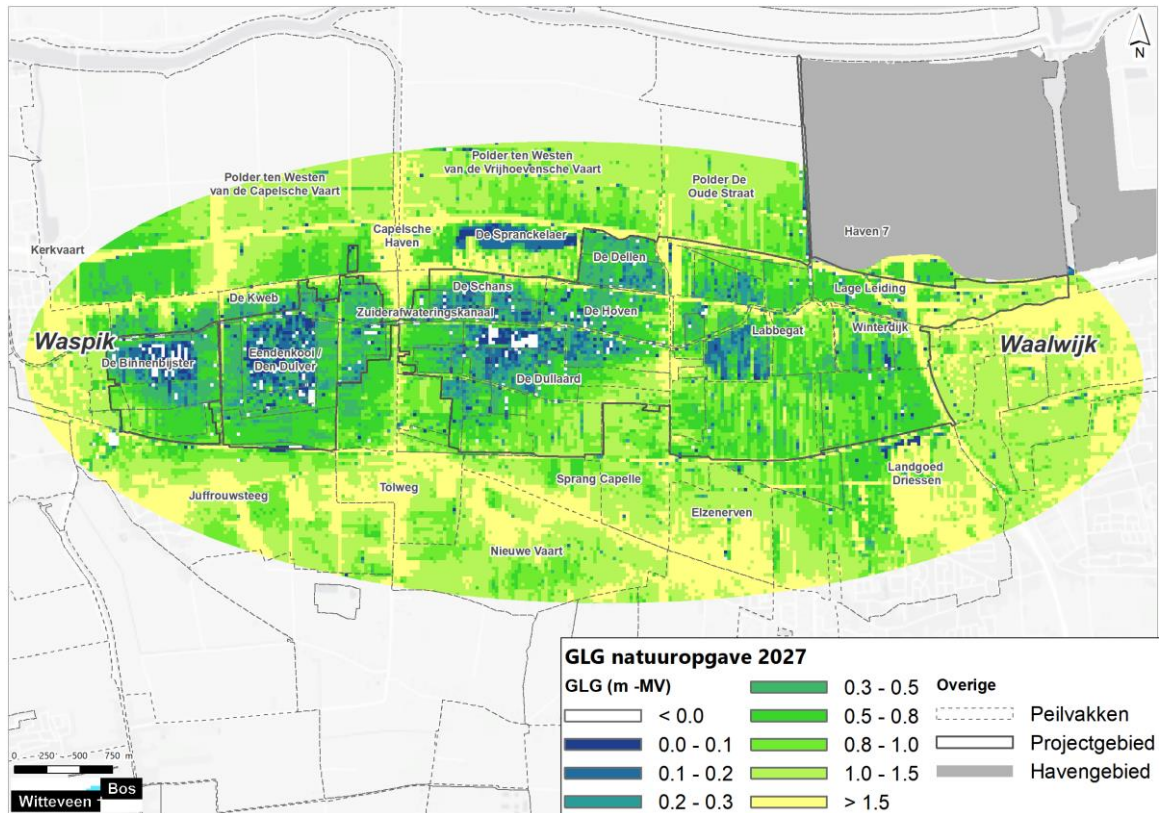 N
Polder ten Westen
van de Vrijhoevensche Vaart
Polder ten Westen
van de Capelsche Vaart
Polder De
Oude Straat
Kerkvaart
Capelsche
Haven
De Spranckelaer
De Dellen
Haven 7
De Kweb
De Schans
Lage Leiding
Zuiderafwateringskanaal
De Hoven
Labbegat
Winterdijk
Waspik
De Binnenbijster
Eendenkooi /
Den Dulver
De Dullaard
Waalwijk
Juffrouwsteeg
Tolweg
Sprang Capelle
Landgoed
Driessen
Elzenerven
Nieuwe Vaart
GLG natuuropgave 2027
GLG (m -MV)
< 0.0
0.0 - 0.1
0.1 - 0.2
0.2 - 0.3
0.3 - 0.5
0.5 - 0.8
0.8 - 1.0
1.0 - 1.5
> 1.5
Overige
Peilvakken
Projectgebied
Havengebied
0 250 500 750 m
Witteveen
Bos